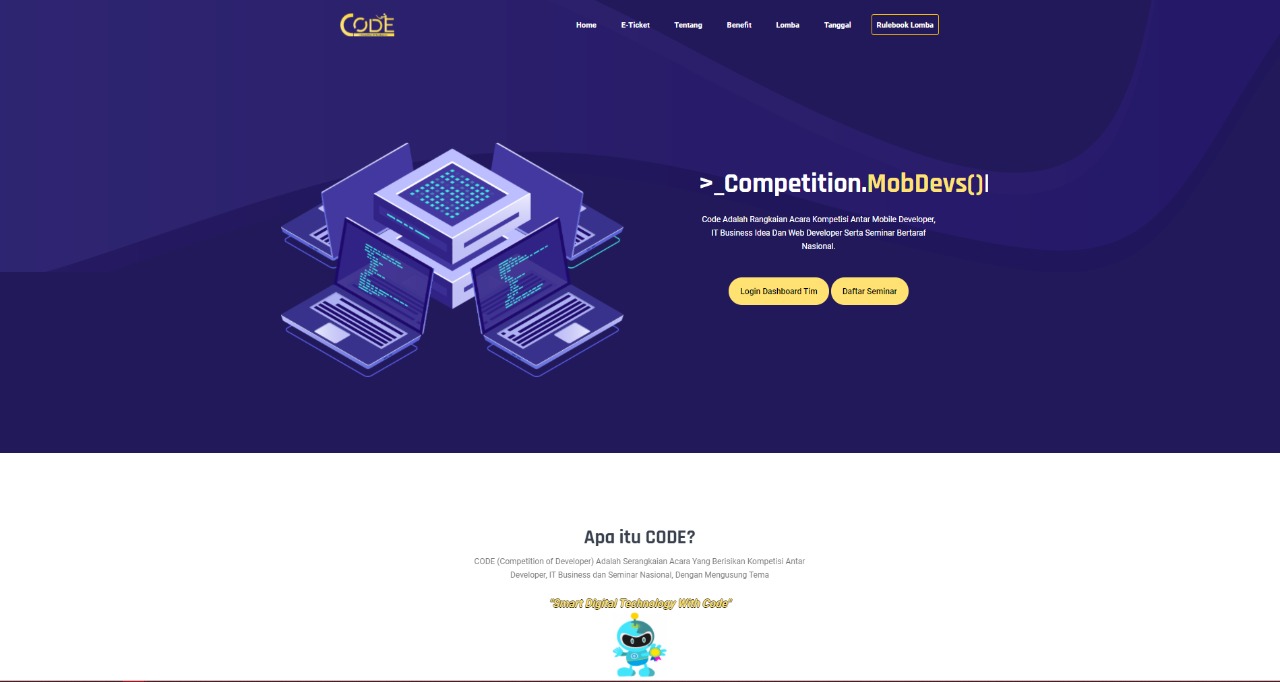 CODE
Home
E-Ticket
Tentang
Benefit
Lomba
Tanggal
Rulebook Lomba
>_Competition.MobDevs()|
Code Adalah Rangkaian Acara Kompetisi Antar Mobile Developer,
IT Business Idea Dan Web Developer Serta Seminar Bertaraf
Nasional.
Login Dashboard Tim
Daftar Seminar
Apa itu CODE?
CODE (Competition of Developer) Adalah Serangkaian Acara Yang Berisikan Kompetisi Antar
Developer, IT Business dan Seminar Nasional, Dengan Mengusung Tema
"Smart Digital Technology With Code"